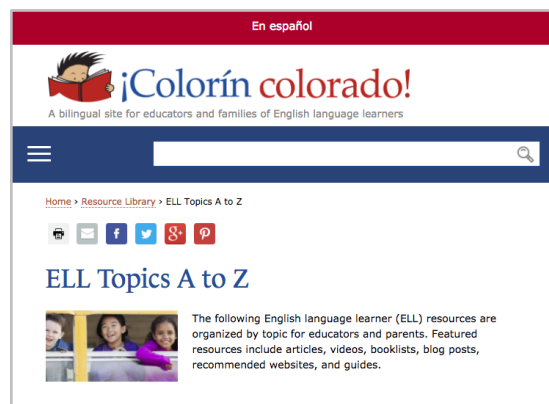 En español
¡Colorín colorado!
A bilingual site for educators and families of English language learners
Home › Resource Library › ELL Topics A to Z
f
8+
ELL Topics A to Z
The following English language learner (ELL) resources are
organized by topic for educators and parents. Featured
resources include articles, videos, booklists, blog posts,
recommended websites, and guides.